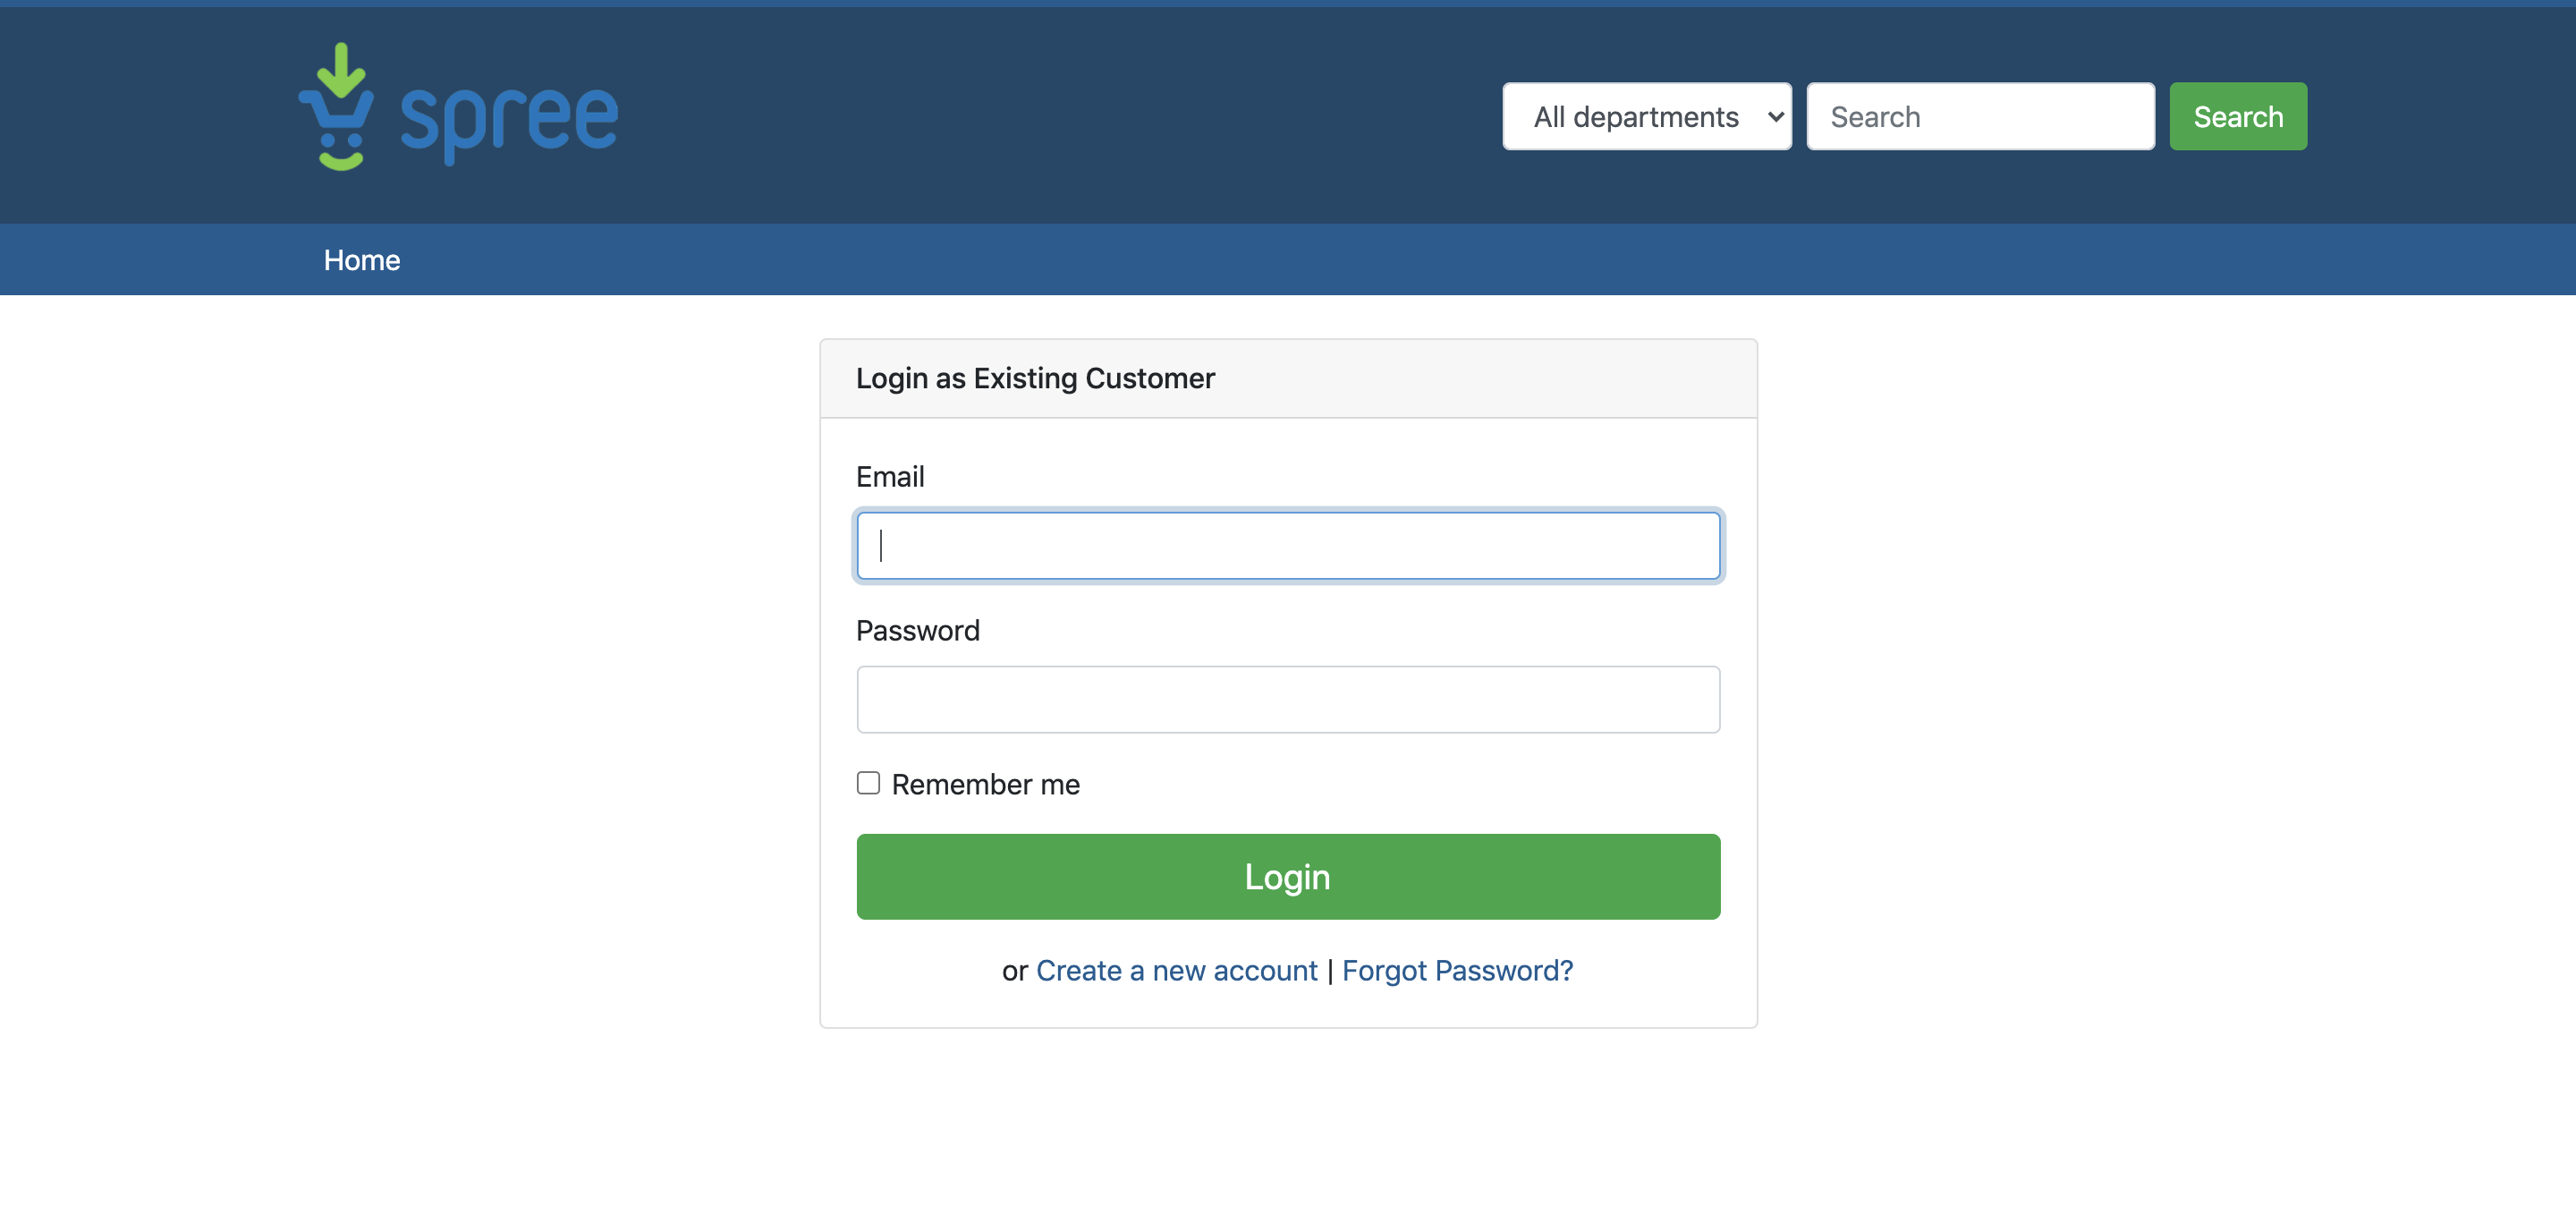 spree
All departments Search Search
Home
Login as Existing Customer
Email
Password
Remember me
Login
or Create a new account | Forgot Password?